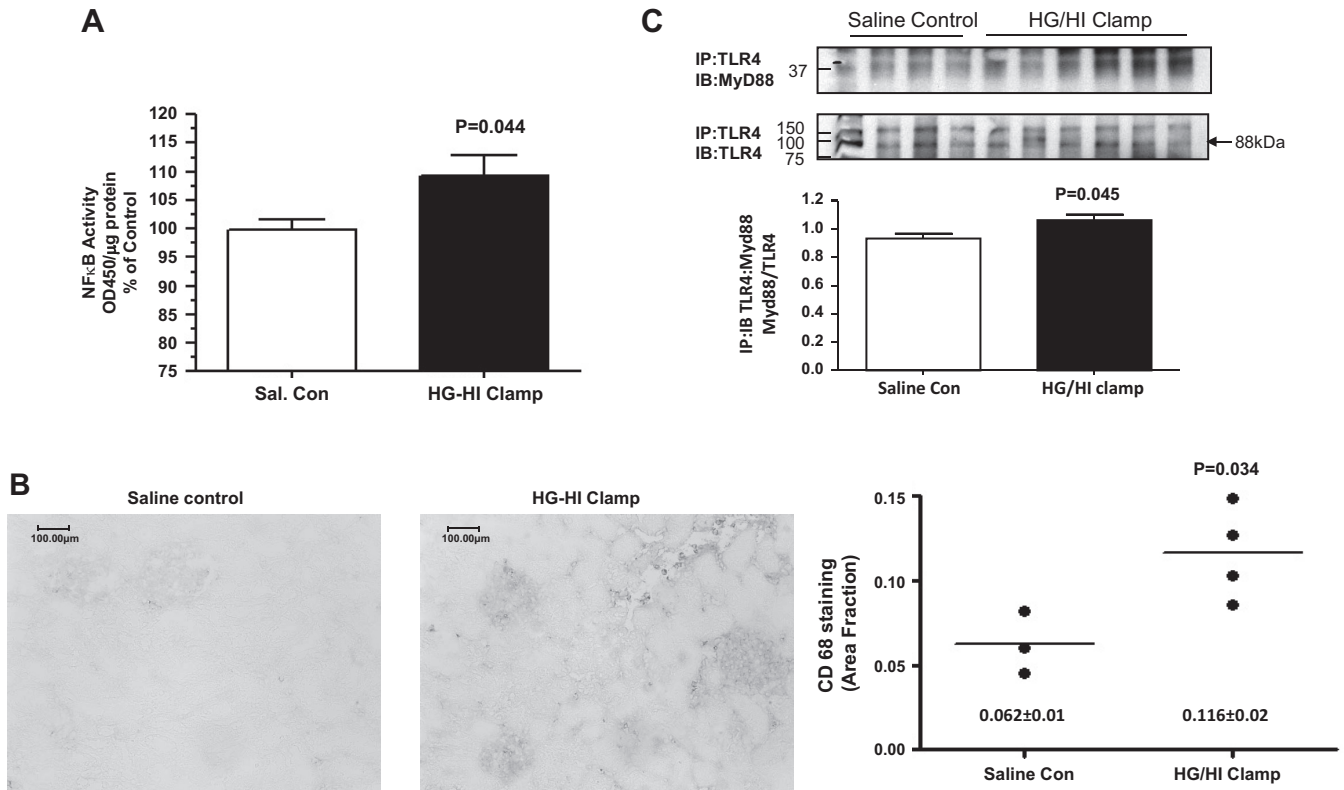 A
120
115
110
105
100
95
90
85
80
75
NFκB Activity
OD450/µg protein
% of Control
P=0.044
Sal. Con
HG-HI Clamp
C
Saline Control
HG/HI Clamp
IP:TLR4
IB:MyD88
37
IP:TLR4
IB:TLR4
150
100
75
88kDa
P=0.045
1.2
1.0
0.8
0.6
0.4
0.2
0.0
IP:IB TLR4:Myd88
Myd88/TLR4
Saline Con
HG/HI clamp
B
Saline control
100.00µm
HG-HI Clamp
100.00µm
P=0.034
0.15
0.10
0.05
0.00
CD 68 staining
(Area Fraction)
0.062±0.01
0.116±0.02
Saline Con
HG/HI Clamp